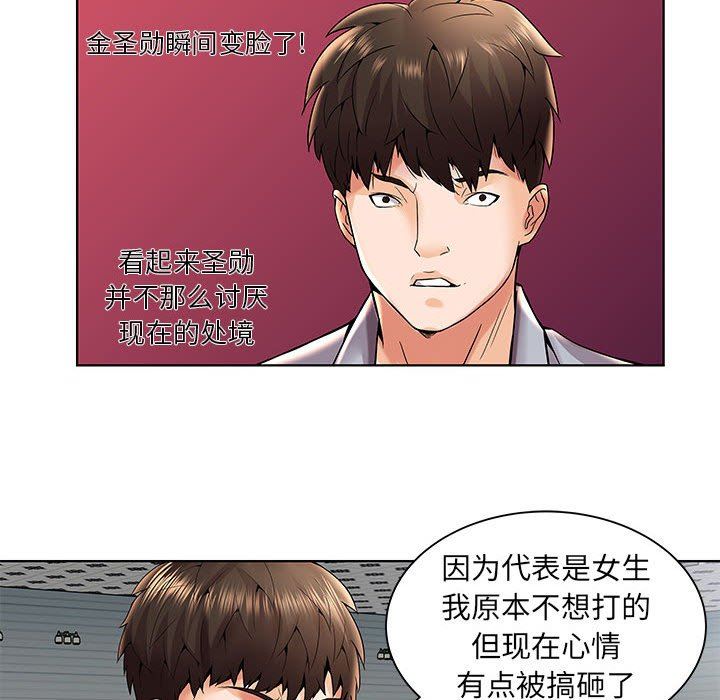 金圣勋瞬间变脸了!
看起来圣勋
并不那么讨厌
现在的处境
因为代表是女生
我原本不想打的
但现在心情
有点被搞砸了